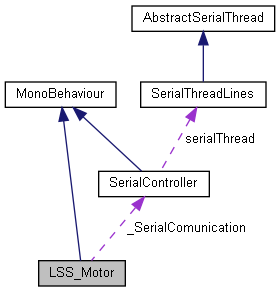 AbstractSerialThread
MonoBehaviour
SerialThreadLines
serialThread
SerialController
_SerialComunication
LSS_Motor